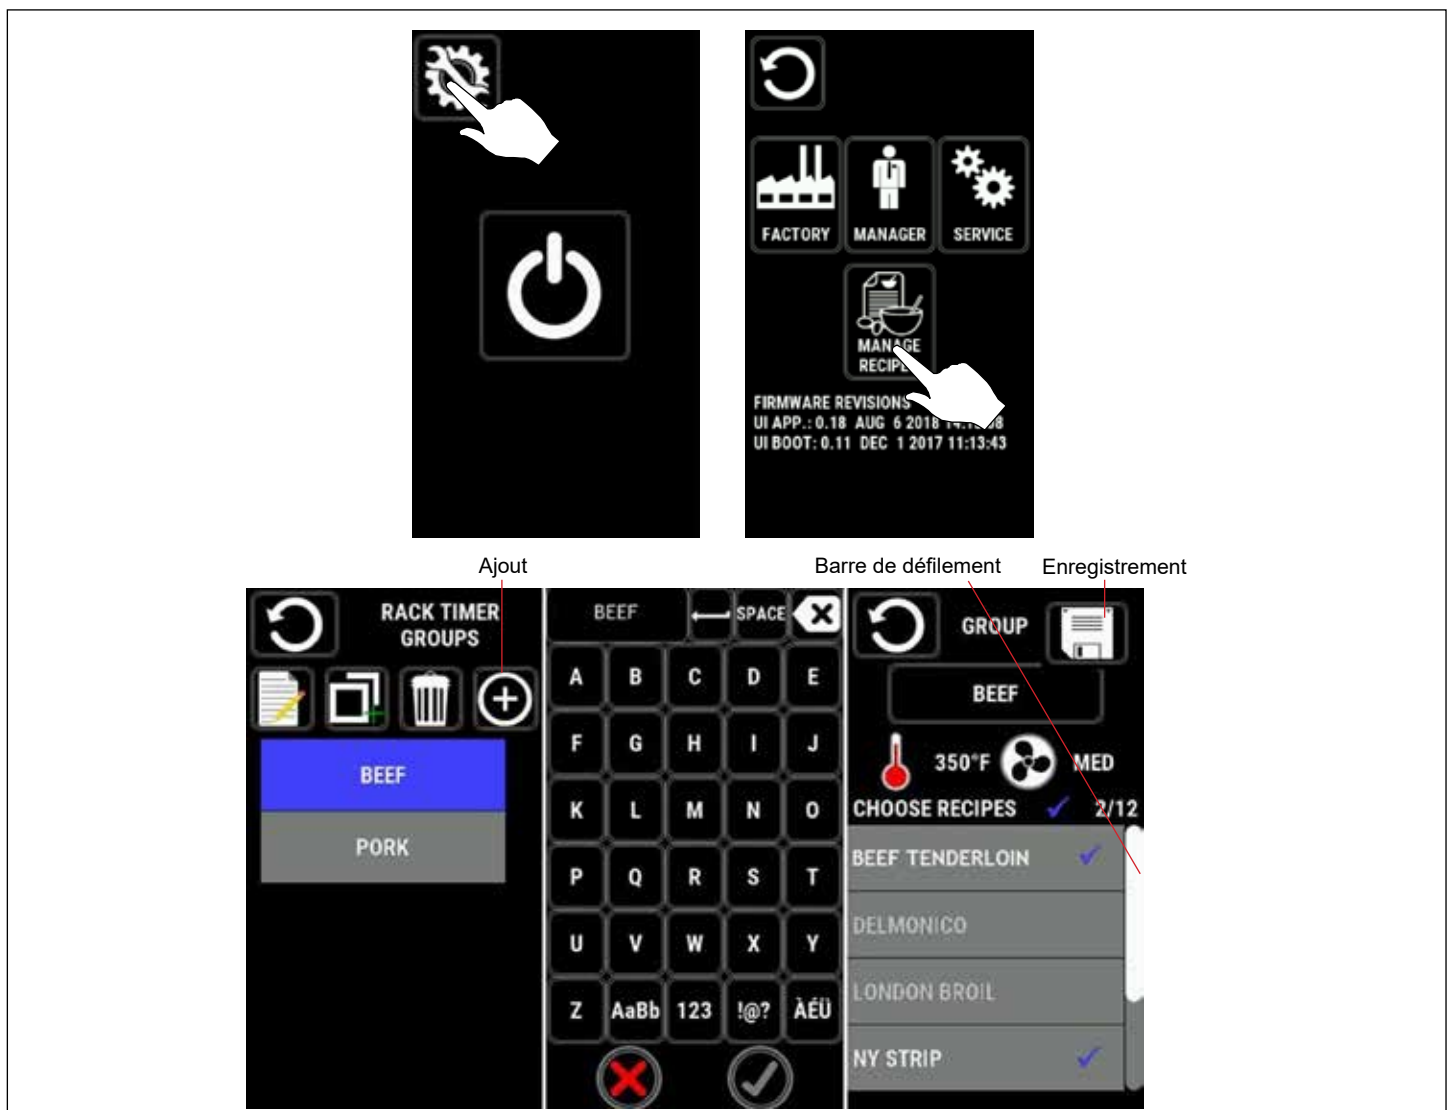 FACTORY
MANAGER
SERVICE
MANAGE
FIRMWARE REVISIONS
UI APP.: 0.18 AUG 6 2018
UI BOOT: 0.11 DEC 1 2017 11:13:43
Ajout
Barre de défilement
Enregistrement
RACK TIMER
GROUPS
BEEF
PORK
BEEF
SPACE
A B C D E
F G H I J
K L M N O
P Q R S T
U V W X Y
Z AaBb 123 !@? ÀÉÜ
GROUP
BEEF
350°F
MED
CHOOSE RECIPES 2/12
BEEF TENDERLOIN
DELMONICO
LONDON BROIL
NY STRIP